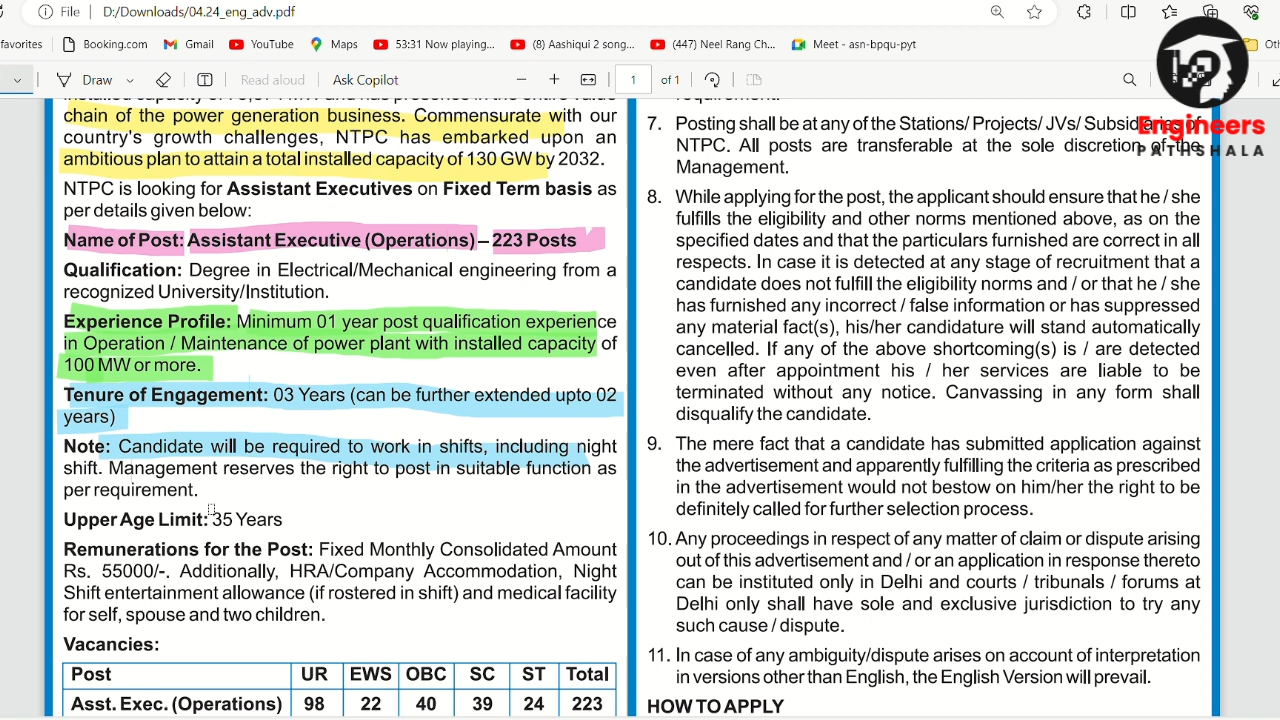 File D:/Downloads/04.24_eng_adv.pdf
favorites Booking.com Gmail YouTube Maps 53:31 Now playing... (8) Aashiqui 2 song... (447) Neel Rang Ch... Meet - asn-bpqu-pyt
Draw Read aloud Ask Copilot 1 of 1
Engineers
PATHSHALA
chain of the power generation business. Commensurate with our
country's growth challenges, NTPC has emarked upon an
ambitious plan to attain a total installed capacity of 130 GW by 2032.
NTPC is looking for Assistant Executives on Fixed Term basis as
per details given below:
Name of Post: Assistant Executive (Operations) – 223 Posts
Qualification: Degree in Electrical/Mechanical engineering from a
recognized University/Institution.
Experience Profile: Minimum 01 year post qualification experience
in Operation / Maintenance of power plant with installed capacity of
100 MW or more.
Tenure of Engagement: 03 Years (can be further extended upto 02
years)
Note: Candidate will be required to work in shifts, including night
shift. Management reserves the right to post in suitable function as
per requirement.
Upper Age Limit: 35 Years
Remunerations for the Post: Fixed Monthly Consolidated Amount
Rs. 55000/-. Additionally, HRA/Company Accommodation, Night
Shift entertainment allowance (if rostered in shift) and medical facility
for self, spouse and two children.
Vacancies:
Post UR EWS OBC SC ST Total
Asst. Exec. (Operations) 98 22 40 39 24 223
requirement.
7. Posting shall be at any of the Stations/ Projects/ JVs/ Subsidiaries of
NTPC. All posts are transferable at the sole discretion of the
Management.
8. While applying for the post, the applicant should ensure that he / she
fulfills the eligibility and other norms mentioned above, as on the
specified dates and that the particulars furnished are correct in all
respects. In case it is detected at any stage of recruitment that a
candidate does not fulfill the eligibility norms and / or that he / she
has furnished any incorrect / false information or has suppressed
any material fact(s), his/her candidature will stand automatically
cancelled. If any of the above shortcoming(s) is / are detected
even after appointment his / her services are liable to be
terminated without any notice. Canvassing in any form shall
disqualify the candidate.
9. The mere fact that a candidate has submitted application against
the advertisement and apparently fulfilling the criteria as prescribed
in the advertisement would not bestow on him/her the right to be
definitely called for further selection process.
10. Any proceedings in respect of any matter of claim or dispute arising
out of this advertisement and / or an application in response thereto
can be instituted only in Delhi and courts / tribunals / forums at
Delhi only shall have sole and exclusive jurisdiction to try any
such cause / dispute.
11. In case of any ambiguity/dispute arises on account of interpretation
in versions other than English, the English Version will prevail.
HOW TO APPLY